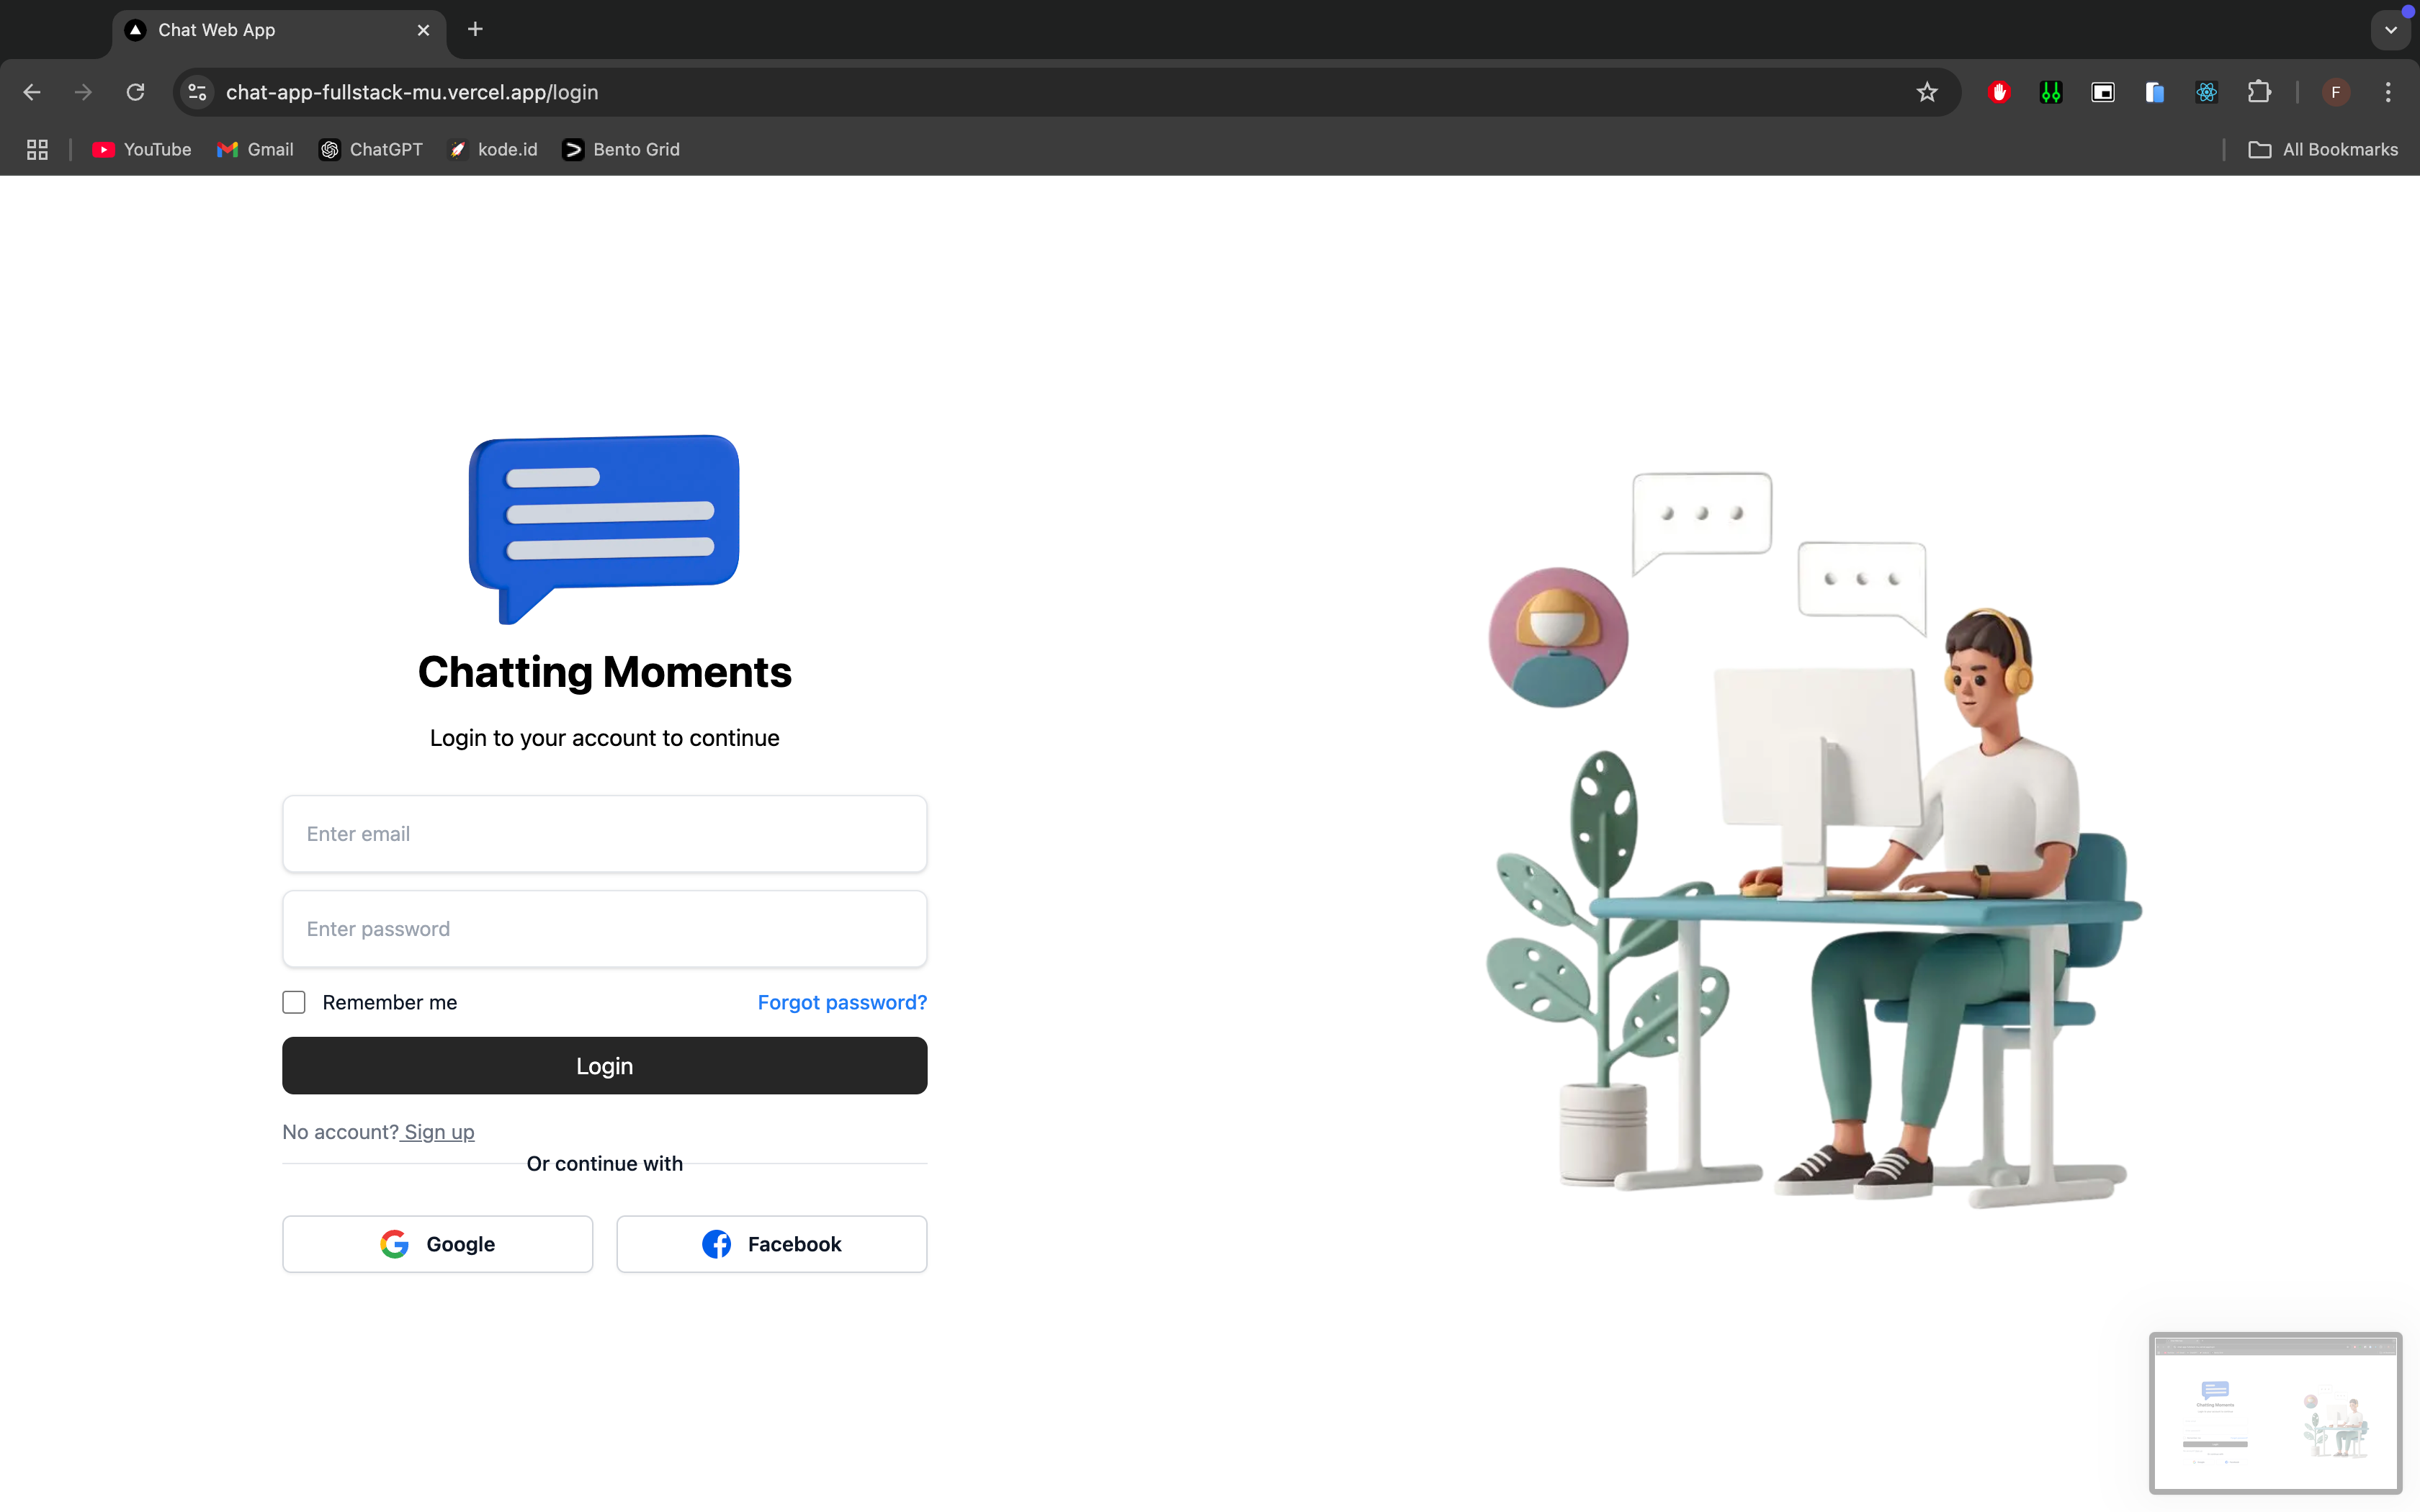 Chat Web App
chat-app-fullstack-mu.vercel.app/login
F
YouTube
Gmail
ChatGPT
kode.id
Bento Grid
All Bookmarks
Chatting Moments
Login to your account to continue
Enter email
Enter password
Remember me
Forgot password?
Login
No account? Sign up
Or continue with
Google
Facebook